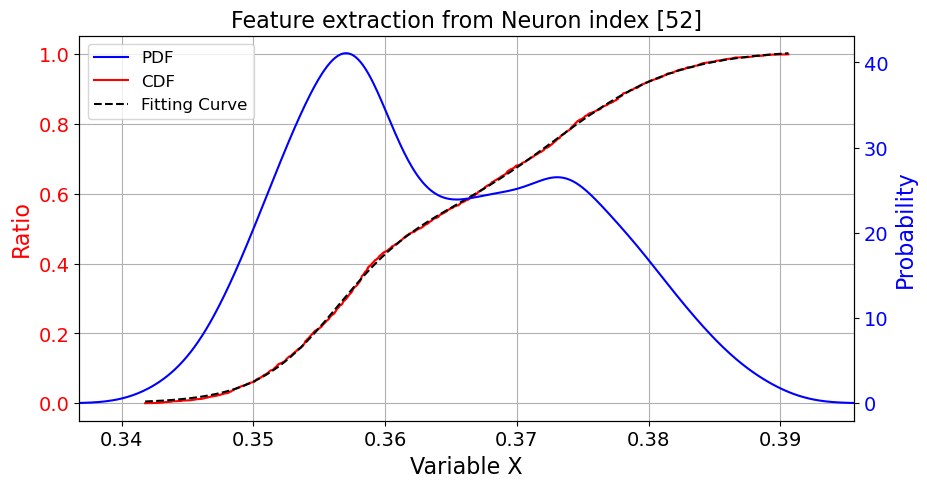 Feature extraction from Neuron index [52]
PDF
CDF
Fitting Curve
1.0
0.8
0.6
0.4
0.2
0.0
Ratio
40
30
20
10
0
Probability
0.34 0.35 0.36 0.37 0.38 0.39
Variable X